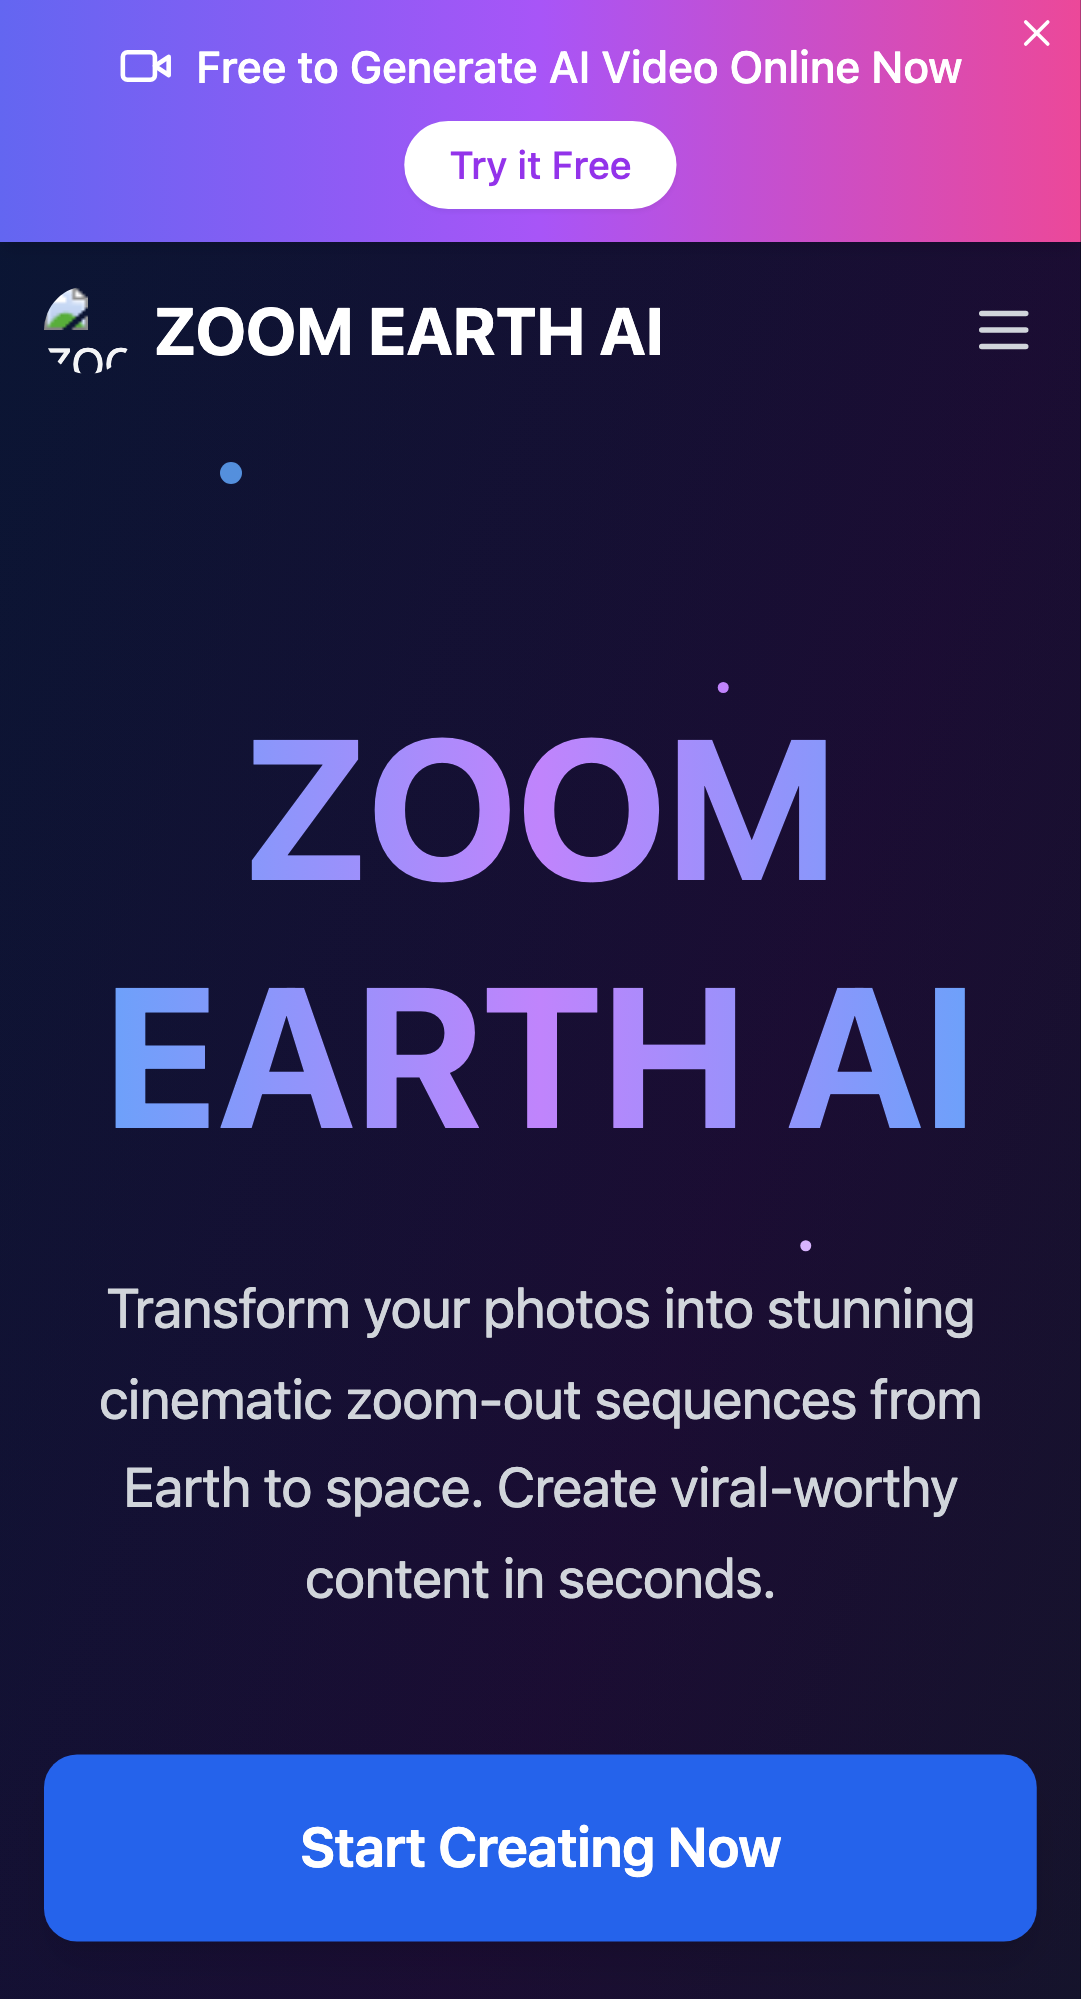 Free to Generate AI Video Online Now
Try it Free
ZOOM EARTH AI
ZOOM
EARTH AI
Transform your photos into stunning
cinematic zoom-out sequences from
Earth to space. Create viral-worthy
content in seconds.
Start Creating Now